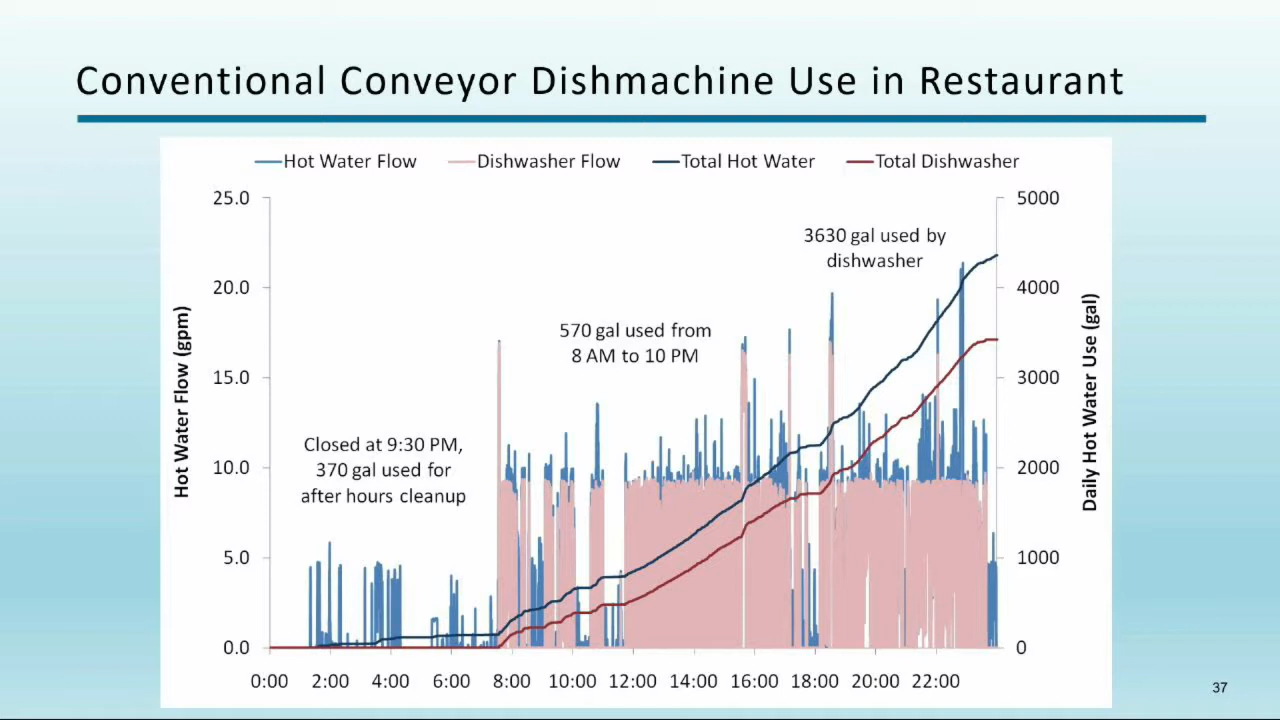 Conventional Conveyor Dishmachine Use in Restaurant
Hot Water Flow Dishwasher Flow Total Hot Water Total Dishwasher
25.0
20.0
15.0
10.0
5.0
0.0
Hot Water Flow (gpm)
Closed at 9:30 PM,
370 gal used for
after hours cleanup
570 gal used from
8 AM to 10 PM
3630 gal used by
dishwasher
5000
4000
3000
2000
1000
0
Daily Hot Water Use (gal)
0:00 2:00 4:00 6:00 8:00 10:00 12:00 14:00 16:00 18:00 20:00 22:00
37